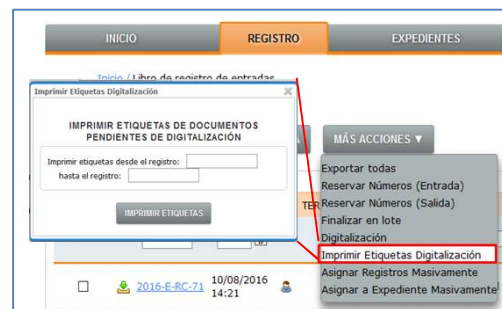 INICIO REGISTRO EXPEDIENTES
Inicio / Libro de registro de entradas
Imprimir Etiquetas Digitalización
IMPRIMIR ETIQUETAS DE DOCUMENTOS
PENDIENTES DE DIGITALIZACIÓN
Imprimir etiquetas desde el registro:
hasta el registro:
IMPRIMIR ETIQUETAS
MÁS ACCIONES ▼
Exportar todas
Reservar Números (Entrada)
Reservar Números (Salida)
Finalizar en lote
Digitalización
Imprimir Etiquetas Digitalización
Asignar Registros Masivamente
Asignar a Expediente Masivamente
TER
2016-E-RC-71 10/08/2016
14:21